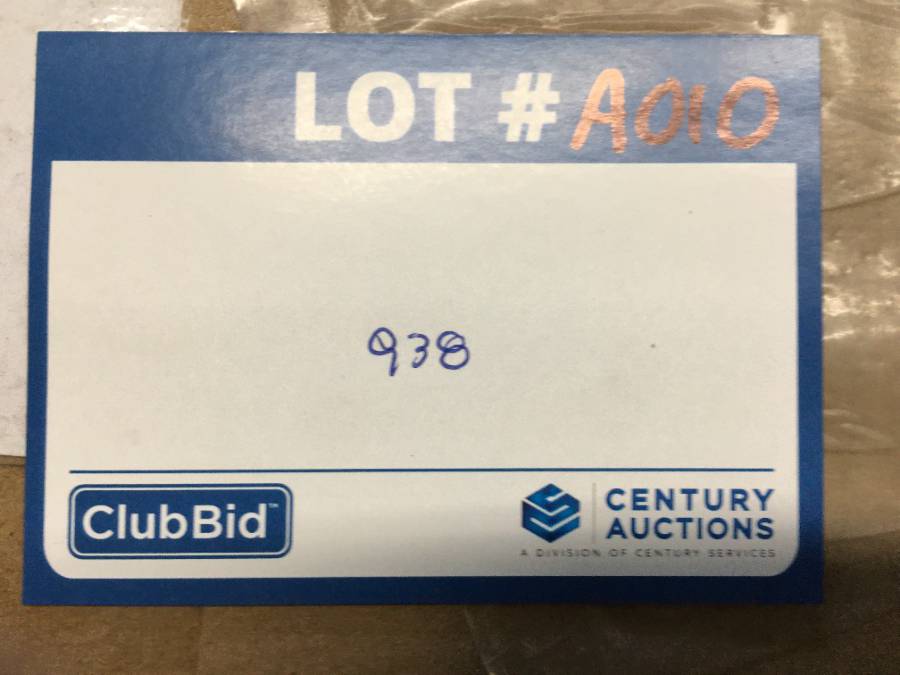 LOT # A010
938
ClubBid™
CENTURY
AUCTIONS
A DIVISION OF CENTURY SERVICES